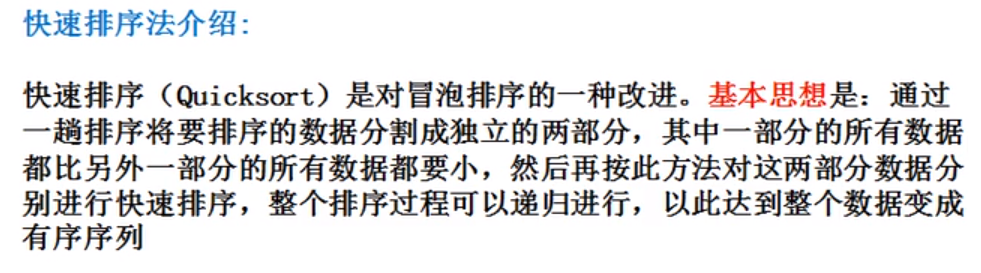 快速排序法介绍:
快速排序（Quicksort）是对冒泡排序的一种改进。基本思想是：通过
一趟排序将要排序的数据分割成独立的两部分，其中一部分的所有数据
都比另外一部分的所有数据都要小，然后再按此方法对这两部分数据分
别进行快速排序，整个排序过程可以递归进行，以此达到整个数据变成
有序序列